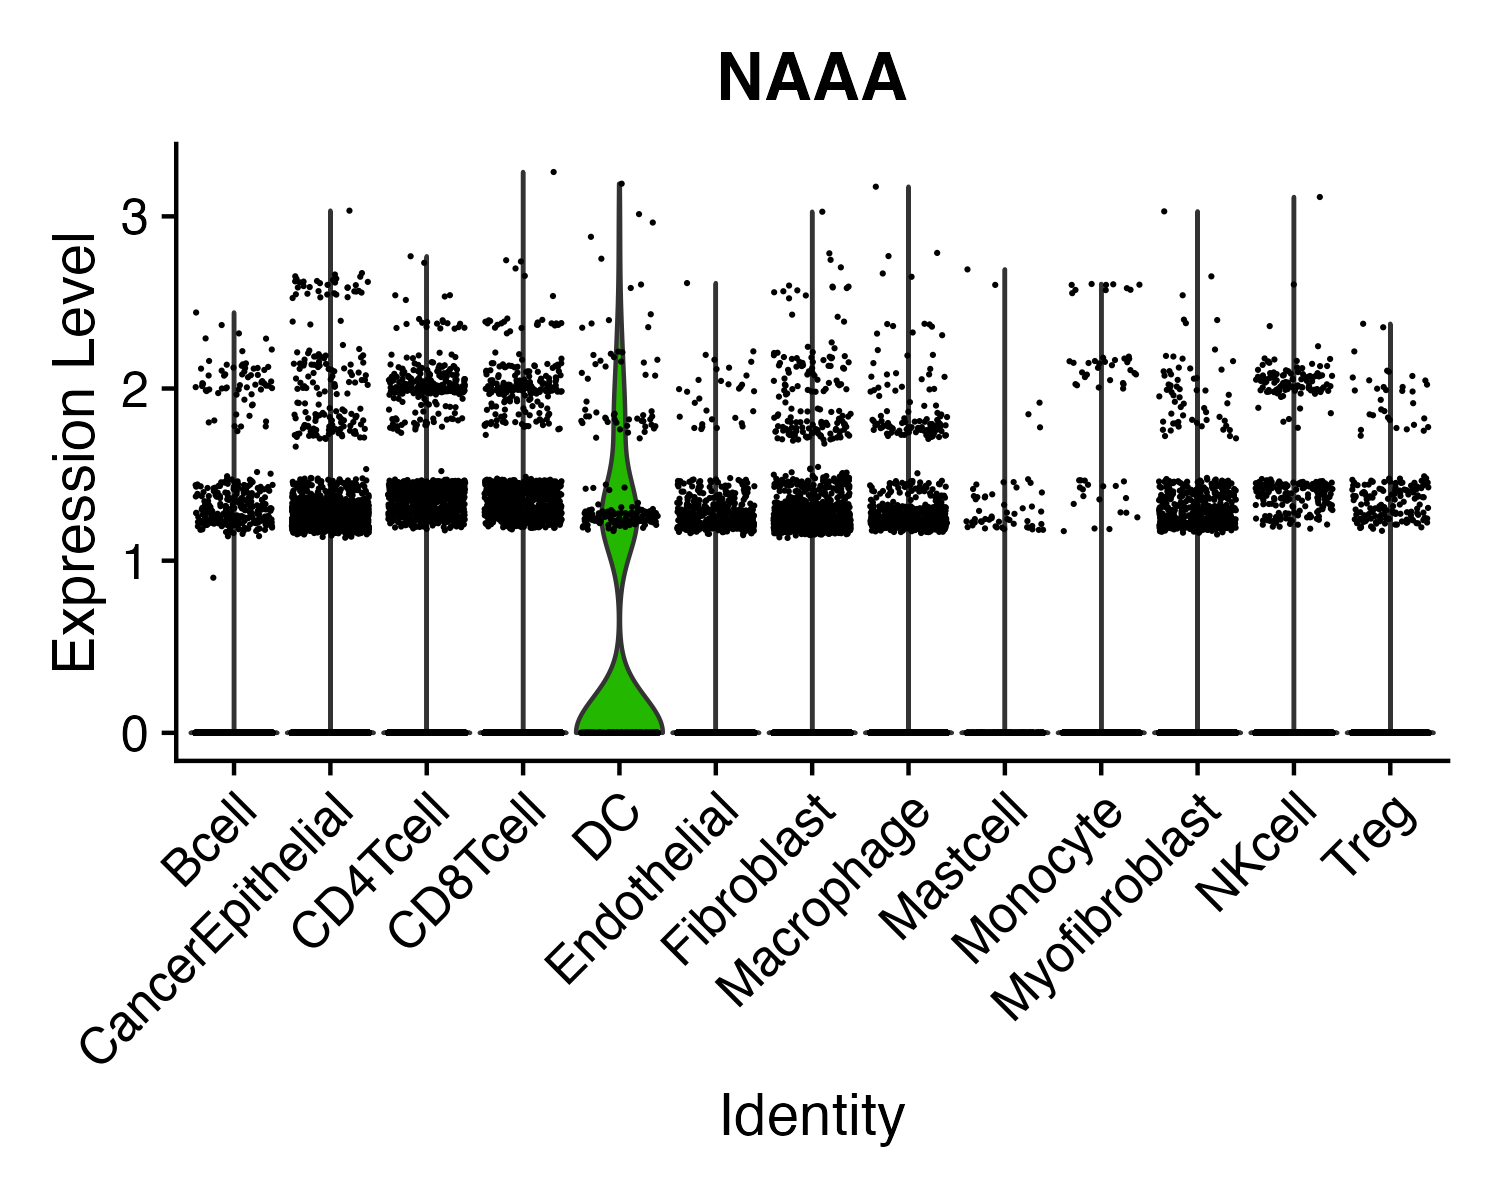 NAAA
Expression Level
3
2
1
0
Bcell
CancerEpithelial
CD4Tcell
CD8Tcell
DC
Endothelial
Fibroblast
Macrophage
Mastcell
Monocyte
Myofibroblast
NKcell
Treg
Identity